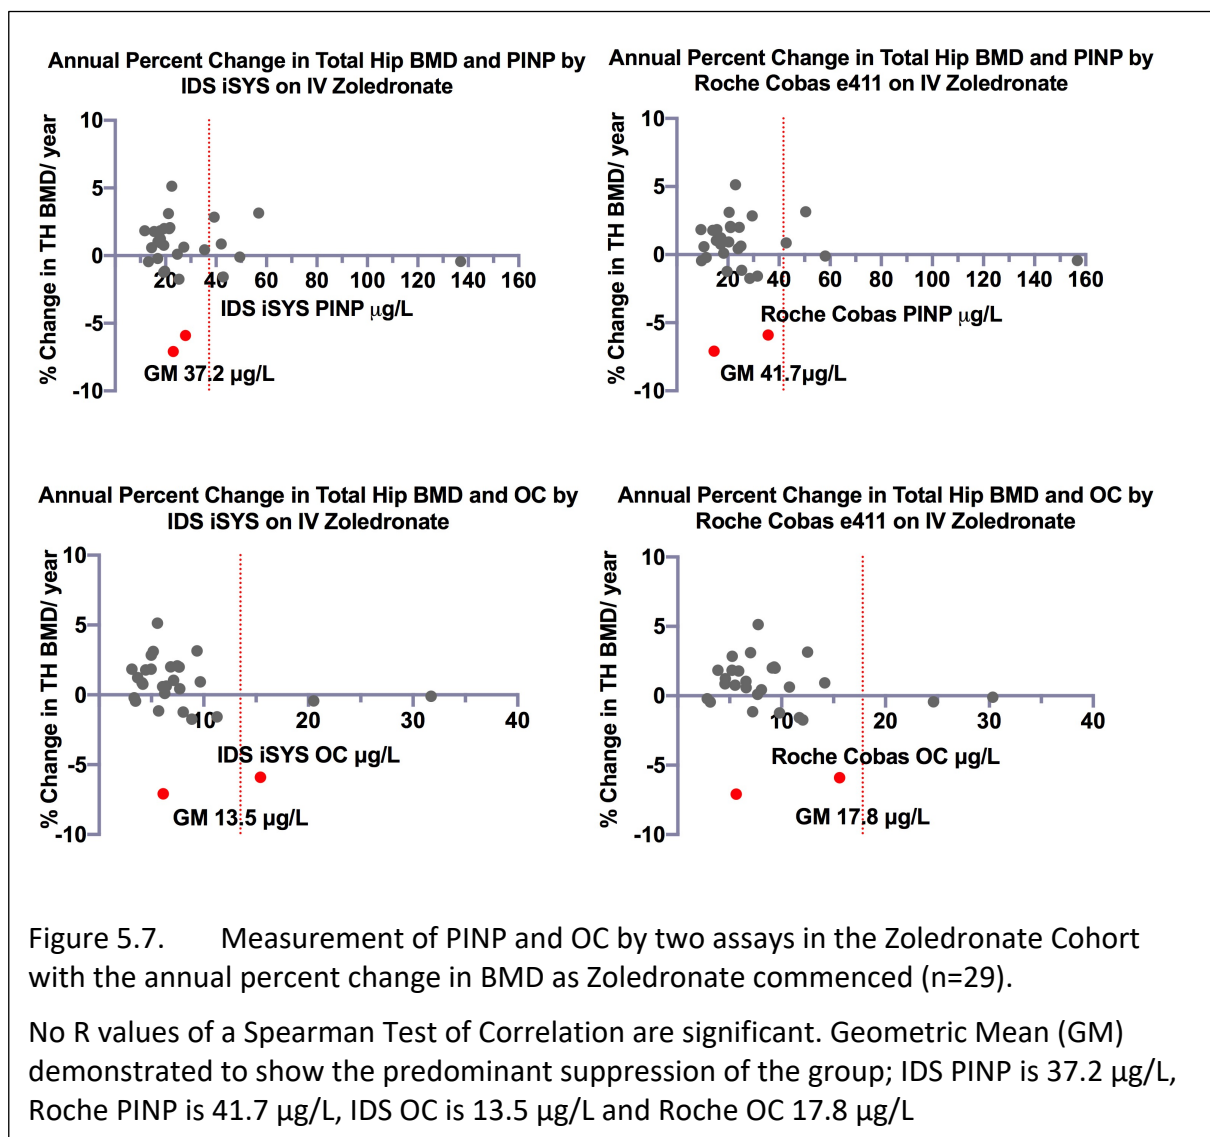 Annual Percent Change in Total Hip BMD and PINP by
IDS iSYS on IV Zoledronate
% Change in TH BMD/ year
10
5
0
-5
-10
20
40
60
80
100
120
140
160
IDS iSYS PINP µg/L
GM 37.2 µg/L
Annual Percent Change in Total Hip BMD and PINP by
Roche Cobas e411 on IV Zoledronate
% Change in TH BMD/ year
10
5
0
-5
-10
20
40
60
80
100
120
140
160
Roche Cobas PINP µg/L
GM 41.7µg/L
Annual Percent Change in Total Hip BMD and OC by
IDS iSYS on IV Zoledronate
% Change in TH BMD/ year
10
5
0
-5
-10
10
20
30
40
IDS iSYS OC µg/L
GM 13.5 µg/L
Annual Percent Change in Total Hip BMD and OC by
Roche Cobas e411 on IV Zoledronate
% Change in TH BMD/ year
10
5
0
-5
-10
10
20
30
40
Roche Cobas OC µg/L
GM 17.8 µg/L
Figure 5.7. Measurement of PINP and OC by two assays in the Zoledronate Cohort
with the annual percent change in BMD as Zoledronate commenced (n=29).
No R values of a Spearman Test of Correlation are significant. Geometric Mean (GM)
demonstrated to show the predominant suppression of the group; IDS PINP is 37.2 µg/L,
Roche PINP is 41.7 µg/L, IDS OC is 13.5 µg/L and Roche OC 17.8 µg/L